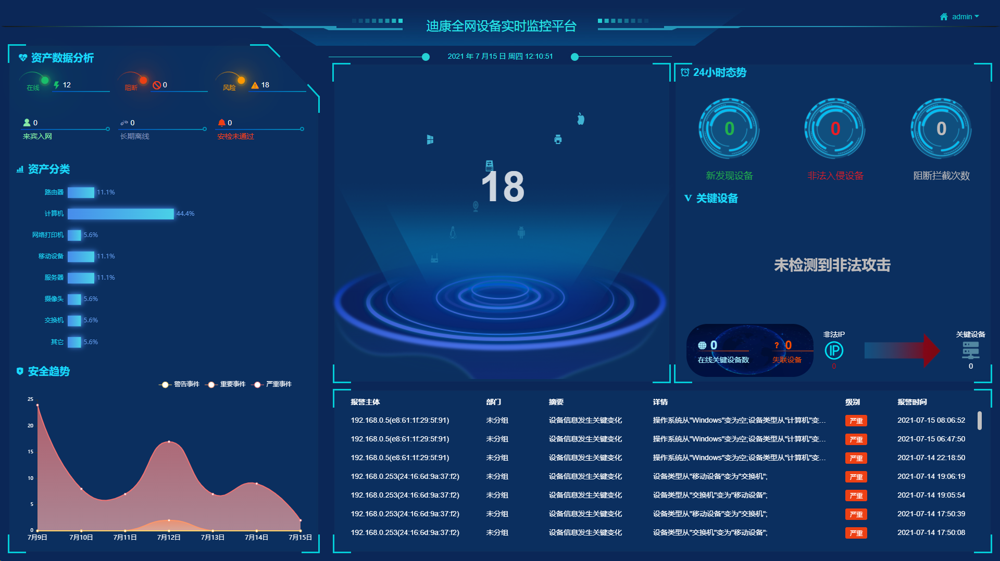 迪康全网设备实时监控平台
admin
2021 年 7 月15 日 周四 12:10:51
资产数据分析
在线 12
阻断 0
风险 18
0
来宾入网
0
长期离线
0
安检未通过
资产分类
路由器 11.1%
计算机 44.4%
网络打印机 5.6%
移动设备 11.1%
服务器 11.1%
摄像头 5.6%
交换机 5.6%
其它 5.6%
安全趋势
警告事件 重要事件 严重事件
25
20
15
10
5
0
7月9日 7月10日 7月11日 7月12日 7月13日 7月14日 7月15日
18
24小时态势
0 0 0
新发现设备 非法入侵设备 阻断拦截次数
关键设备
未检测到非法攻击
0
在线关键设备数
? 0
失联设备
非法IP
IP
0
关键设备
0
报警主体 部门 摘要 详情 级别 报警时间
192.168.0.5(e8:61:1f:29:5f:91) 未分组 设备信息发生关键变化 操作系统从"Windows"变为空;设备类型从"计算机"变... 严重 2021-07-15 08:06:52
192.168.0.5(e8:61:1f:29:5f:91) 未分组 设备信息发生关键变化 操作系统从"Windows"变为空;设备类型从"计算机"变... 严重 2021-07-15 06:47:50
192.168.0.5(e8:61:1f:29:5f:91) 未分组 设备信息发生关键变化 操作系统从"Windows"变为空;设备类型从"计算机"变... 严重 2021-07-14 22:18:50
192.168.0.253(24:16:6d:9a:37:f2) 未分组 设备信息发生关键变化 设备类型从"移动设备"变为"交换机"; 严重 2021-07-14 19:06:19
192.168.0.253(24:16:6d:9a:37:f2) 未分组 设备信息发生关键变化 设备类型从"交换机"变为"移动设备"; 严重 2021-07-14 19:05:54
192.168.0.253(24:16:6d:9a:37:f2) 未分组 设备信息发生关键变化 设备类型从"移动设备"变为"交换机"; 严重 2021-07-14 17:50:39
192.168.0.253(24:16:6d:9a:37:f2) 未分组 设备信息发生关键变化 设备类型从"交换机"变为"移动设备"; 严重 2021-07-14 17:50:08